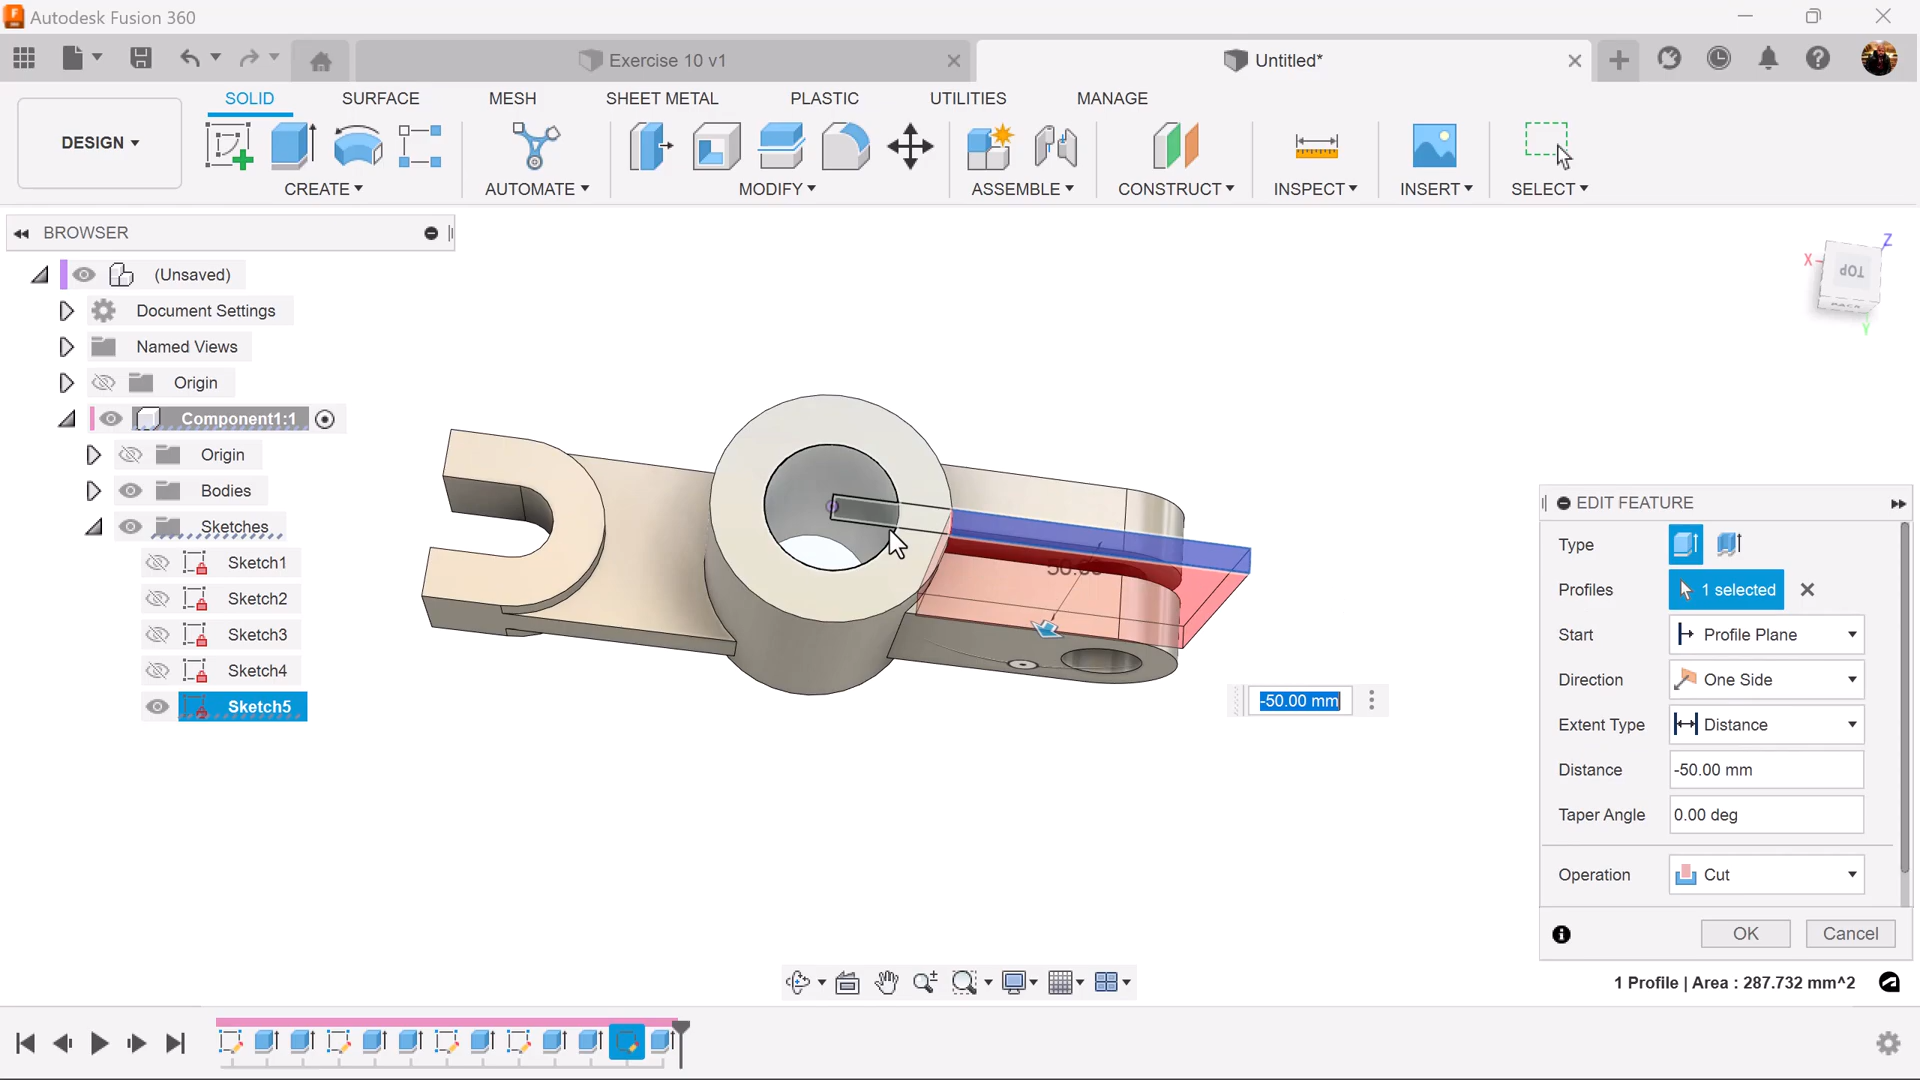 Autodesk Fusion 360
Exercise 10 v1
Untitled*
DESIGN
SOLID
SURFACE
MESH
SHEET METAL
PLASTIC
UTILITIES
MANAGE
CREATE
AUTOMATE
MODIFY
ASSEMBLE
CONSTRUCT
INSPECT
INSERT
SELECT
BROWSER
(Unsaved)
Document Settings
Named Views
Origin
Component1:1
Origin
Bodies
Sketches
Sketch1
Sketch2
Sketch3
Sketch4
Sketch5
Z
X
TOP
BACK
Y
50.00
-50.00 mm
EDIT FEATURE
Type
Profiles 1 selected
Start Profile Plane
Direction One Side
Extent Type Distance
Distance -50.00 mm
Taper Angle 0.00 deg
Operation Cut
OK Cancel
1 Profile | Area : 287.732 mm^2